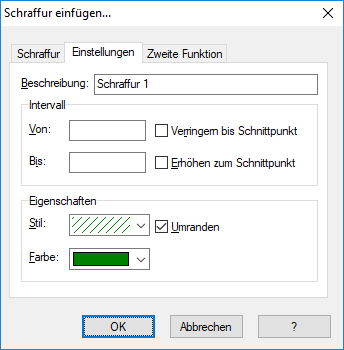 Schraffur einfügen...
Schraffur Einstellungen Zweite Funktion
Beschreibung: Schraffur 1
Intervall
Von: Verringern bis Schnittpunkt
Bis: Erhöhen zum Schnittpunkt
Eigenschaften
Stil: Umranden
Farbe:
OK Abbrechen ?